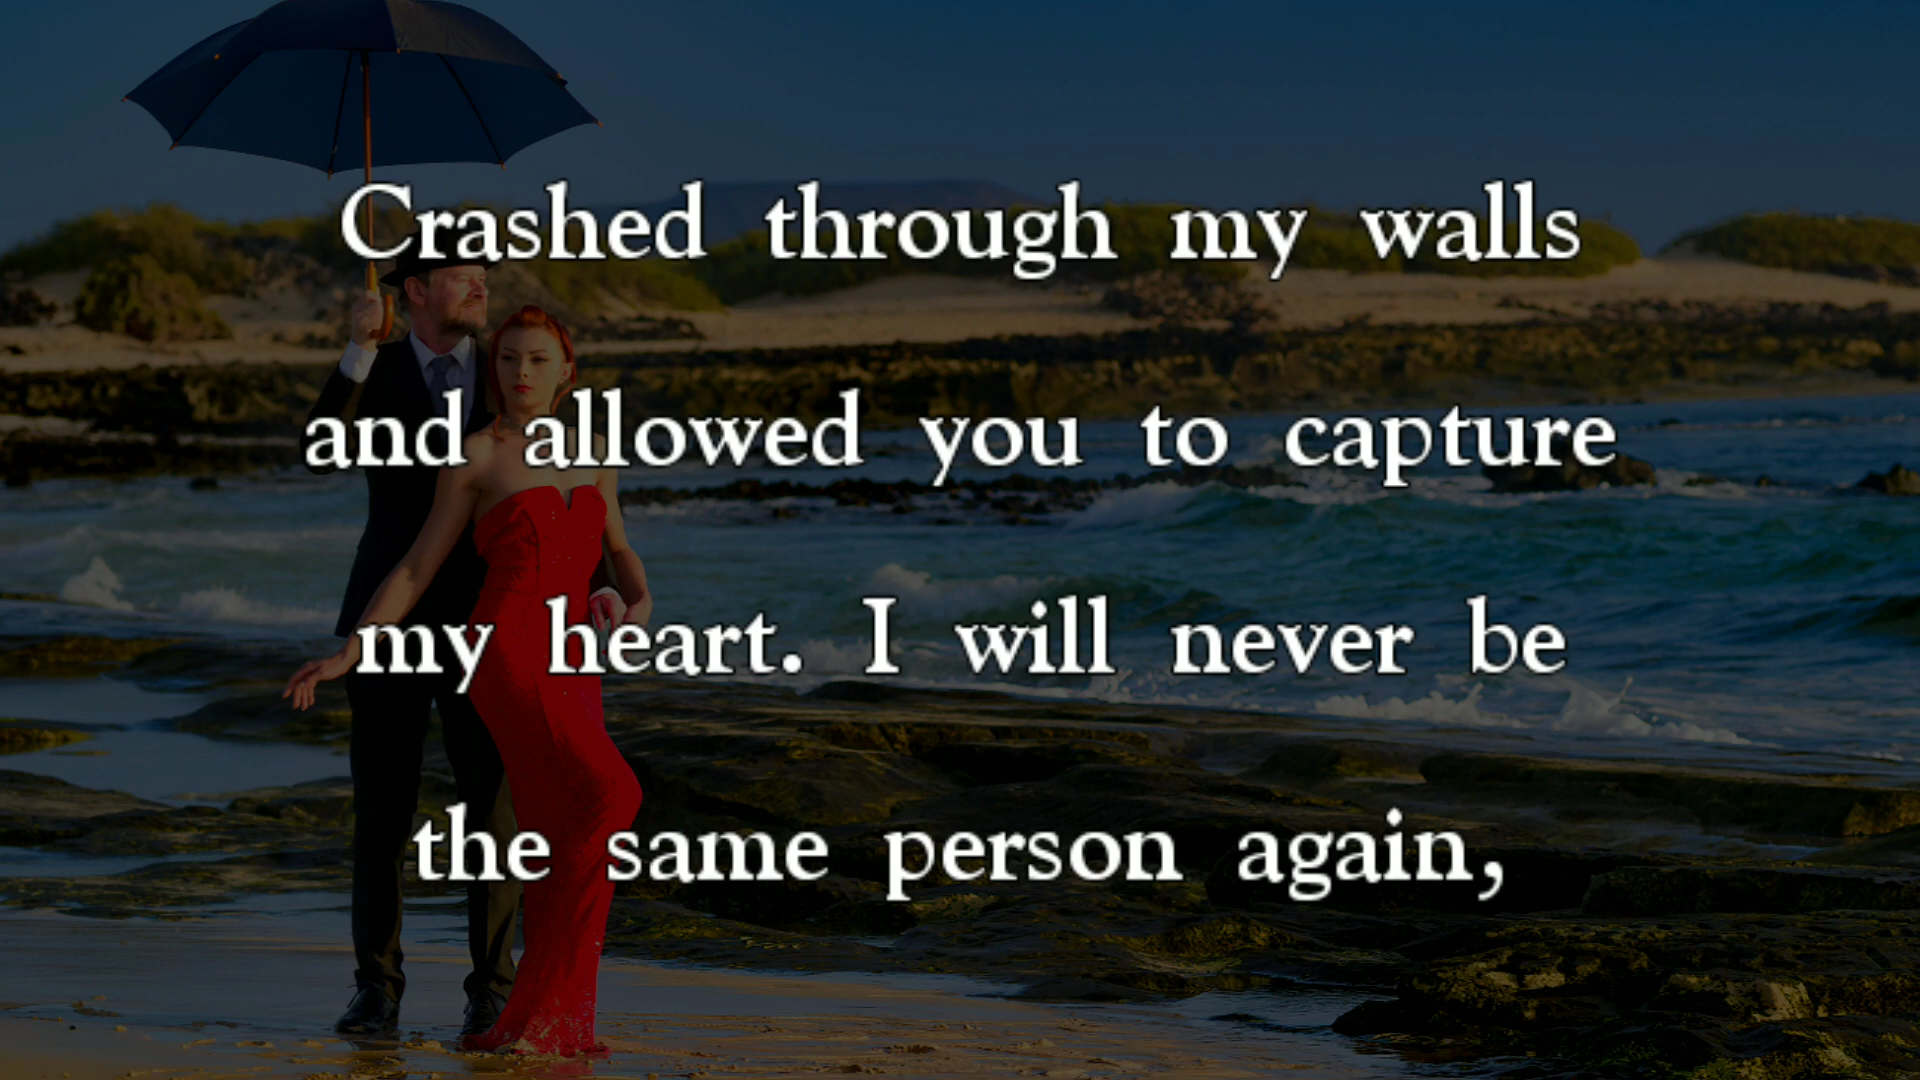 Crashed through my walls
and allowed you to capture
my heart. I will never be
the same person again,